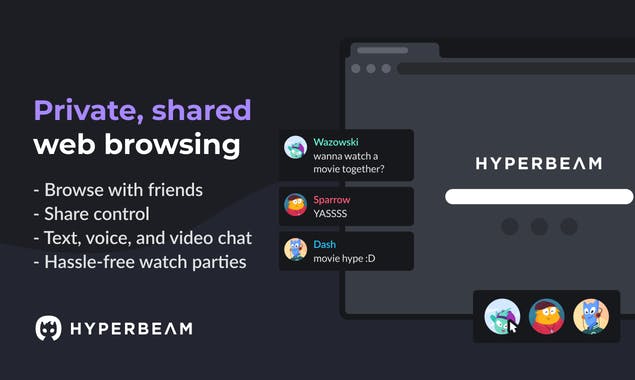 Private, shared
web browsing
- Browse with friends
- Share control
- Text, voice, and video chat
- Hassle-free watch parties
HYPERBEAM
Wazowski
wanna watch a
movie together?
Sparrow
YASSSS
Dash
movie hype :D
HYPERBEAM